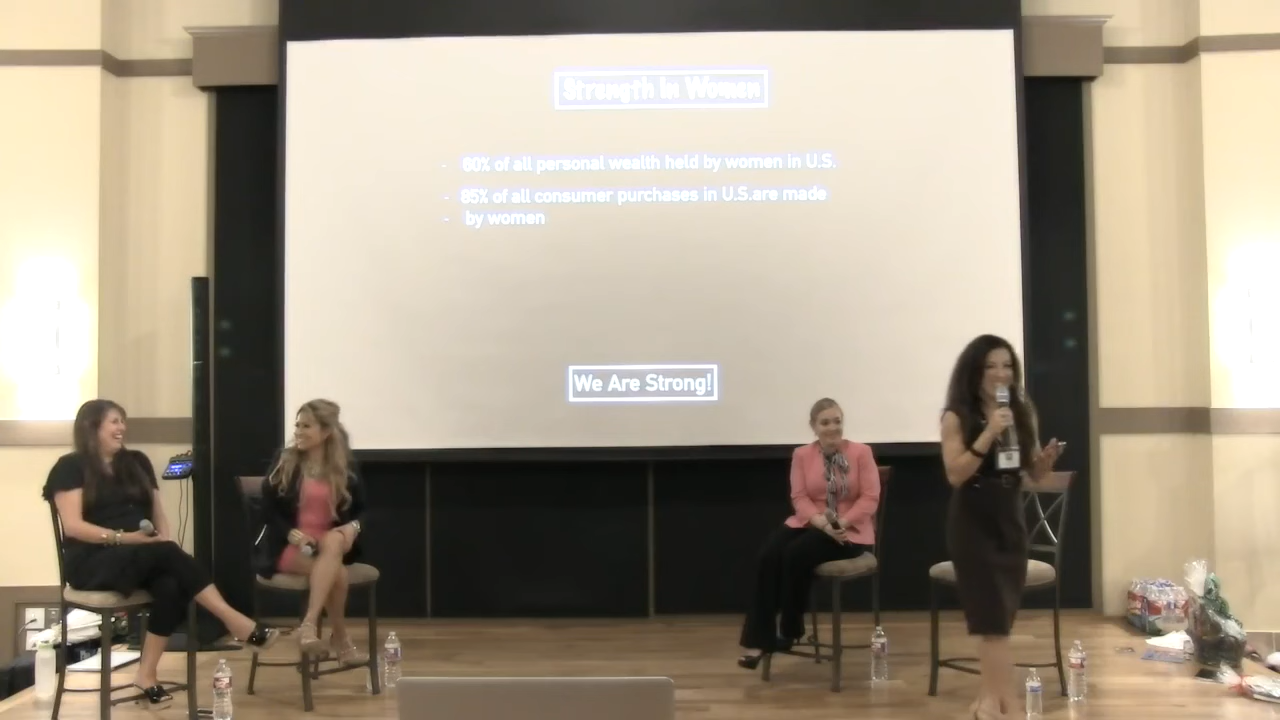 Strength In Women
- 60% of all personal wealth held by women in U.S.
- 85% of all consumer purchases in U.S.are made
- by women
We Are Strong!